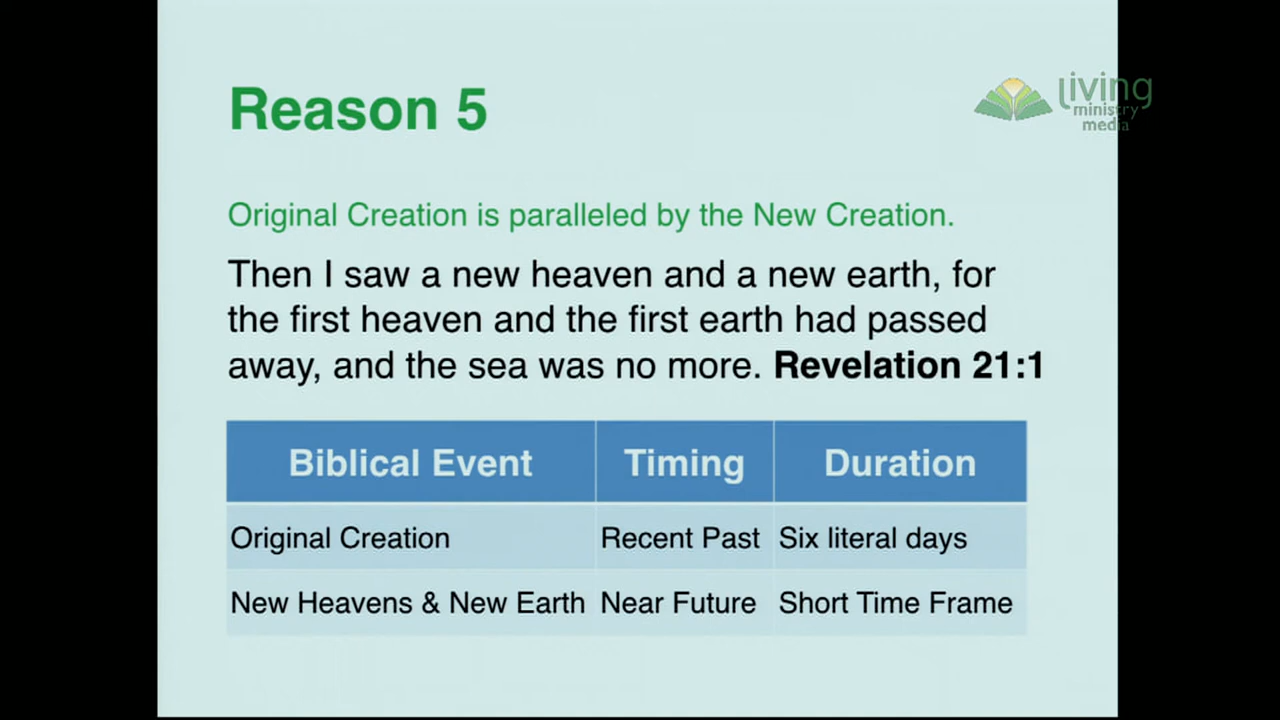 Reason 5
living
ministry
media
Original Creation is paralleled by the New Creation.
Then I saw a new heaven and a new earth, for
the first heaven and the first earth had passed
away, and the sea was no more. Revelation 21:1
Biblical Event Timing Duration
Original Creation Recent Past Six literal days
New Heavens & New Earth Near Future Short Time Frame